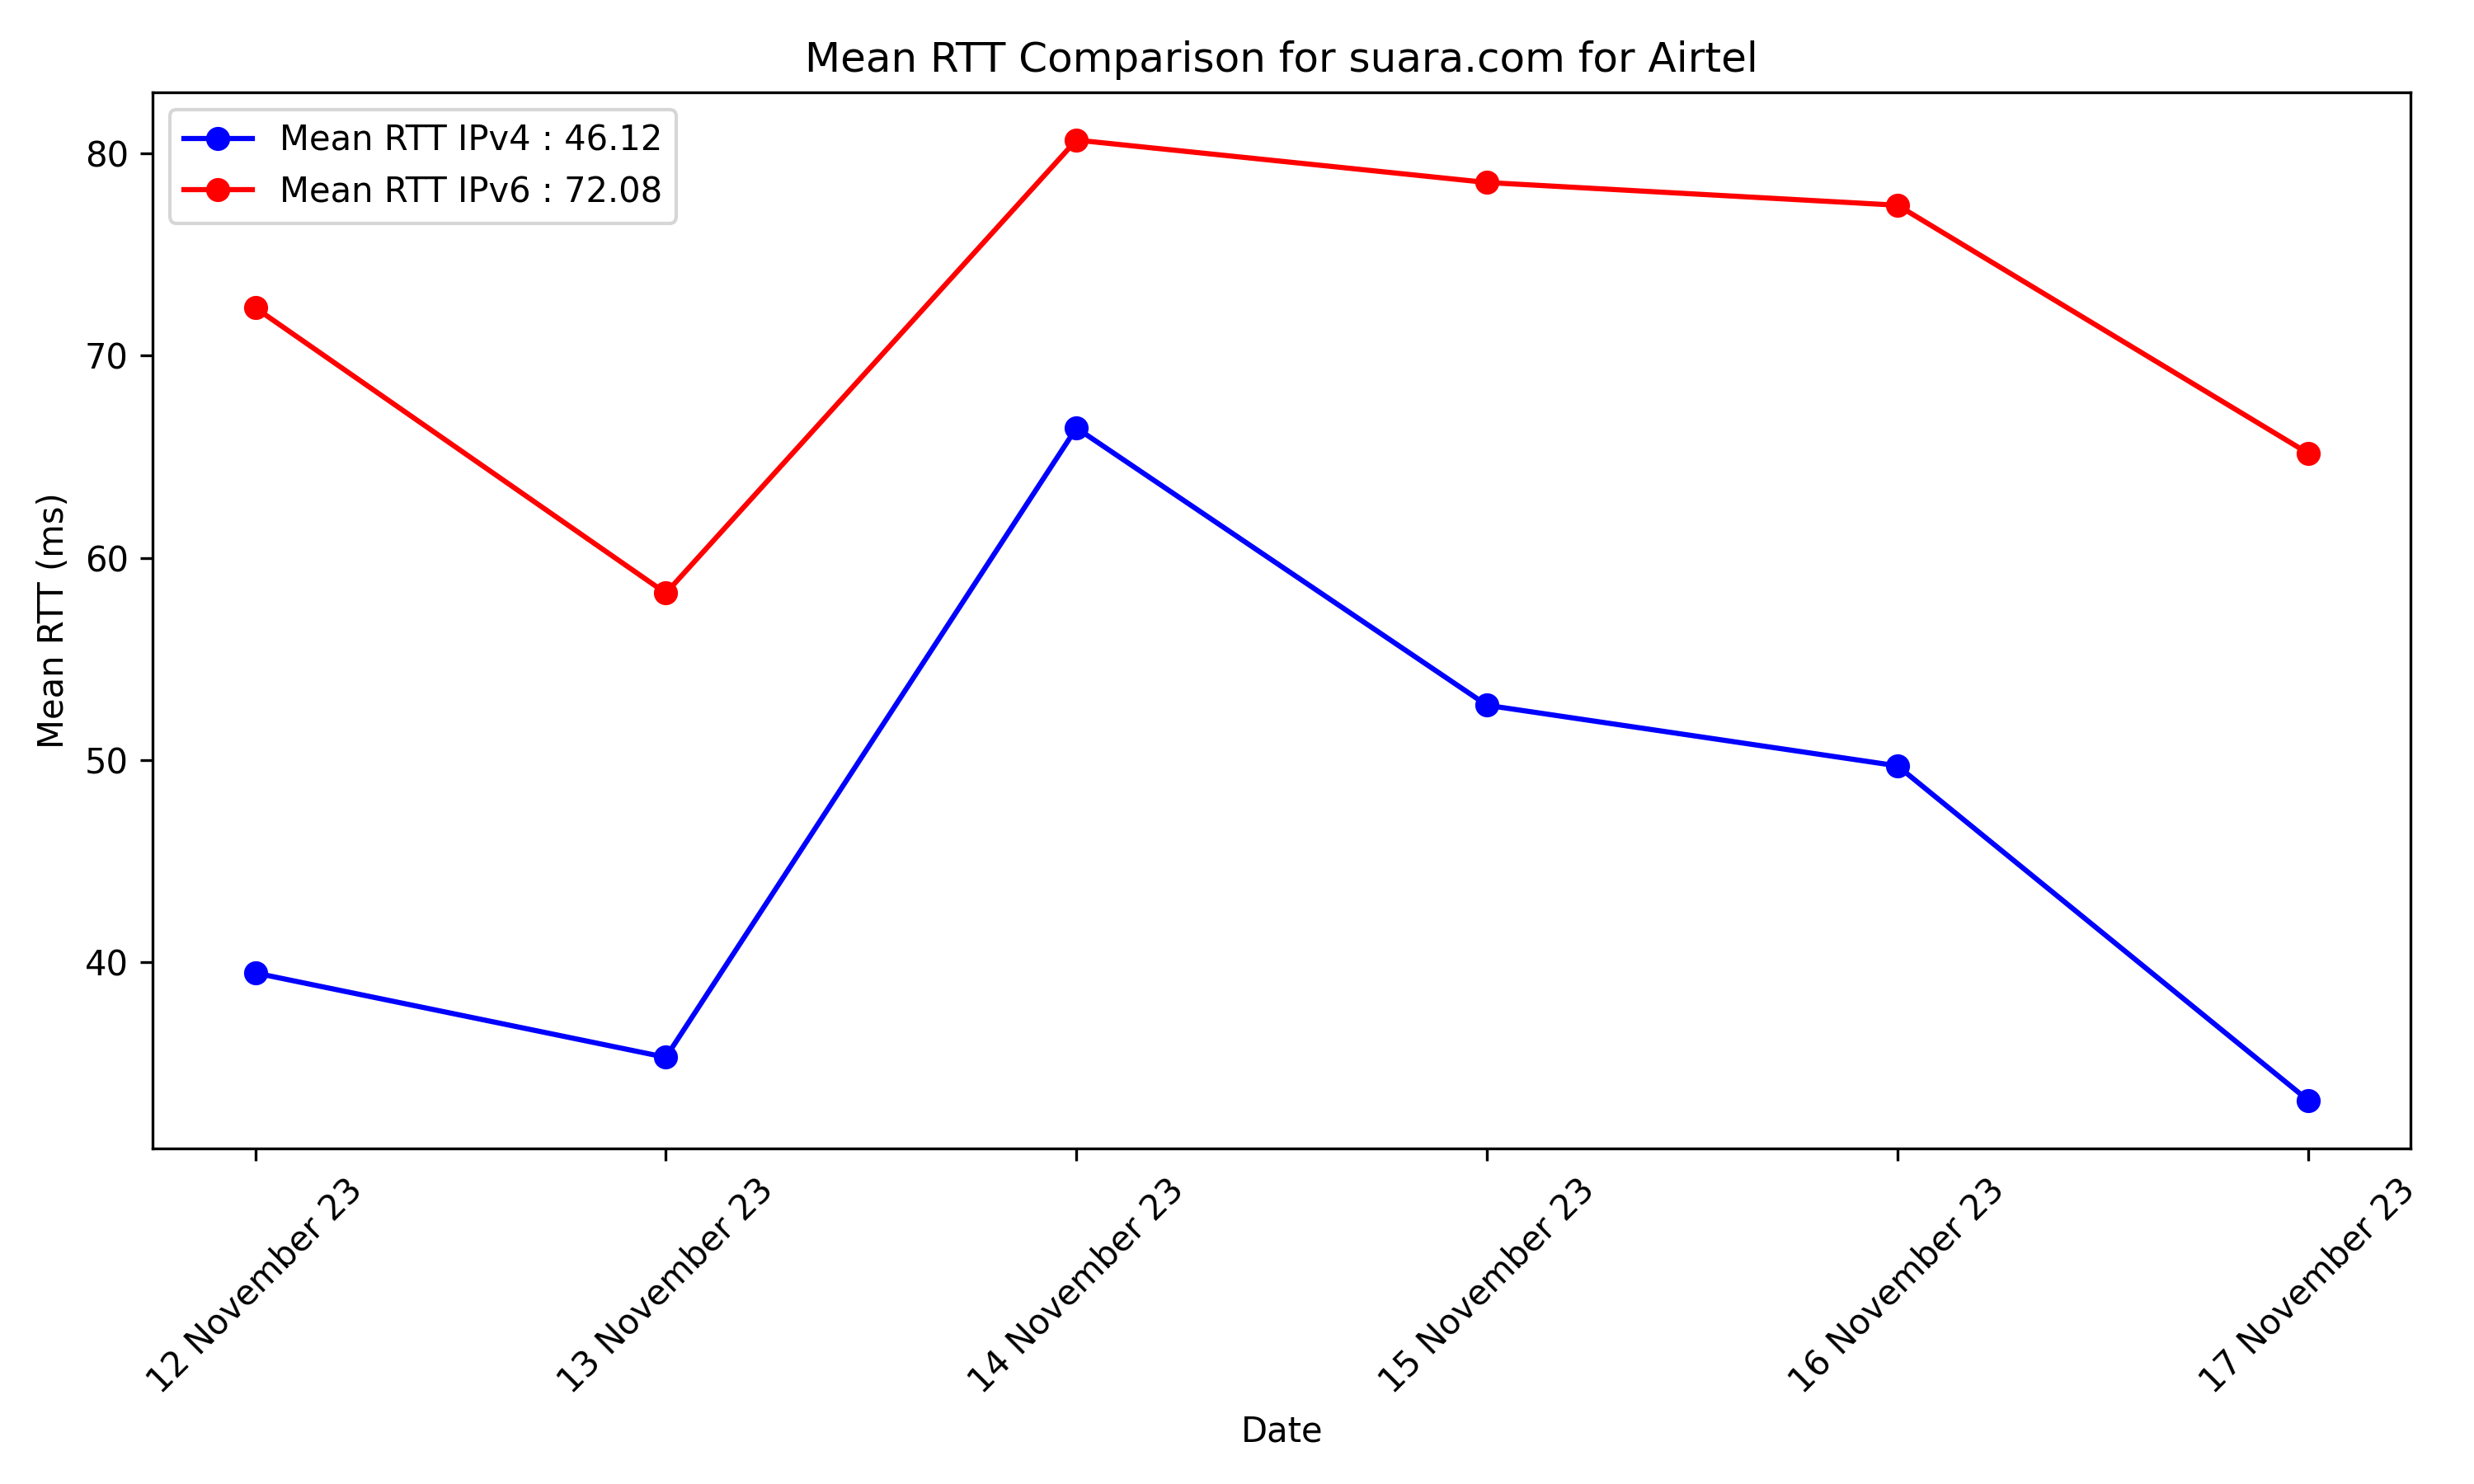 Mean RTT Comparison for suara.com for Airtel
Mean RTT IPv4 : 46.12
Mean RTT IPv6 : 72.08
Mean RTT (ms)
80
70
60
50
40
12 November 23
13 November 23
14 November 23
15 November 23
16 November 23
17 November 23
Date